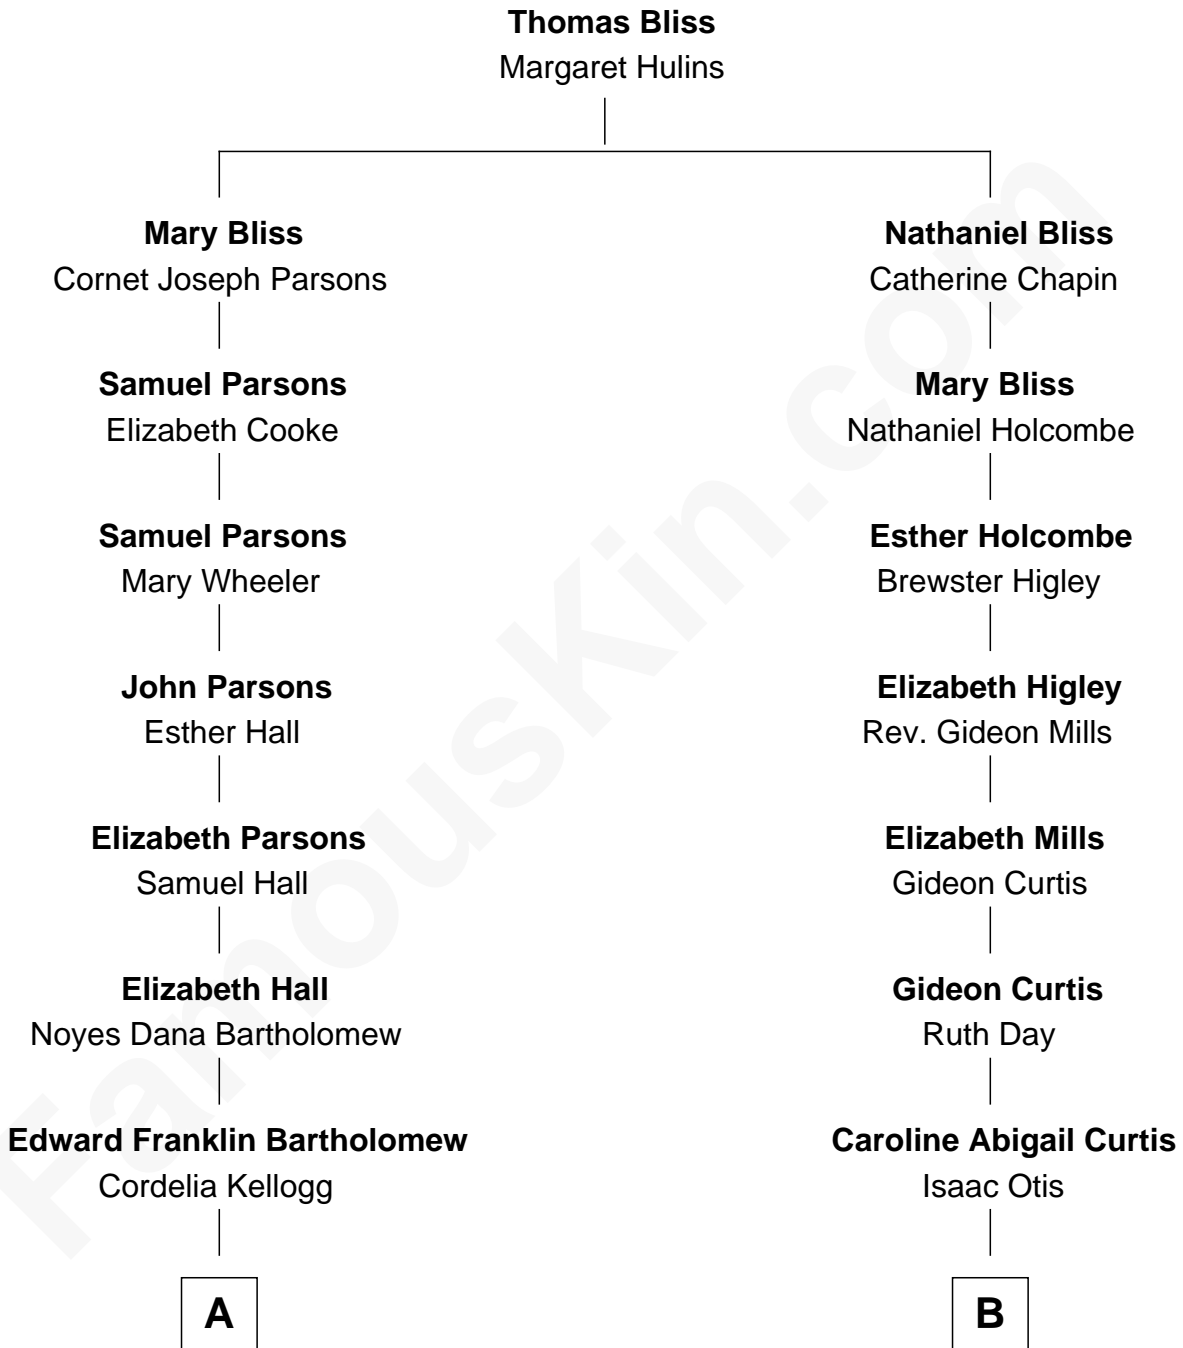 Thomas Bliss
Margaret Hulins
Mary Bliss
Cornet Joseph Parsons
Samuel Parsons
Elizabeth Cooke
Samuel Parsons
Mary Wheeler
John Parsons
Esther Hall
Elizabeth Parsons
Samuel Hall
Elizabeth Hall
Noyes Dana Bartholomew
Edward Franklin Bartholomew
Cordelia Kellogg
A
Nathaniel Bliss
Catherine Chapin
Mary Bliss
Nathaniel Holcombe
Esther Holcombe
Brewster Higley
Elizabeth Higley
Rev. Gideon Mills
Elizabeth Mills
Gideon Curtis
Gideon Curtis
Ruth Day
Caroline Abigail Curtis
Isaac Otis
B
FamousKin.com